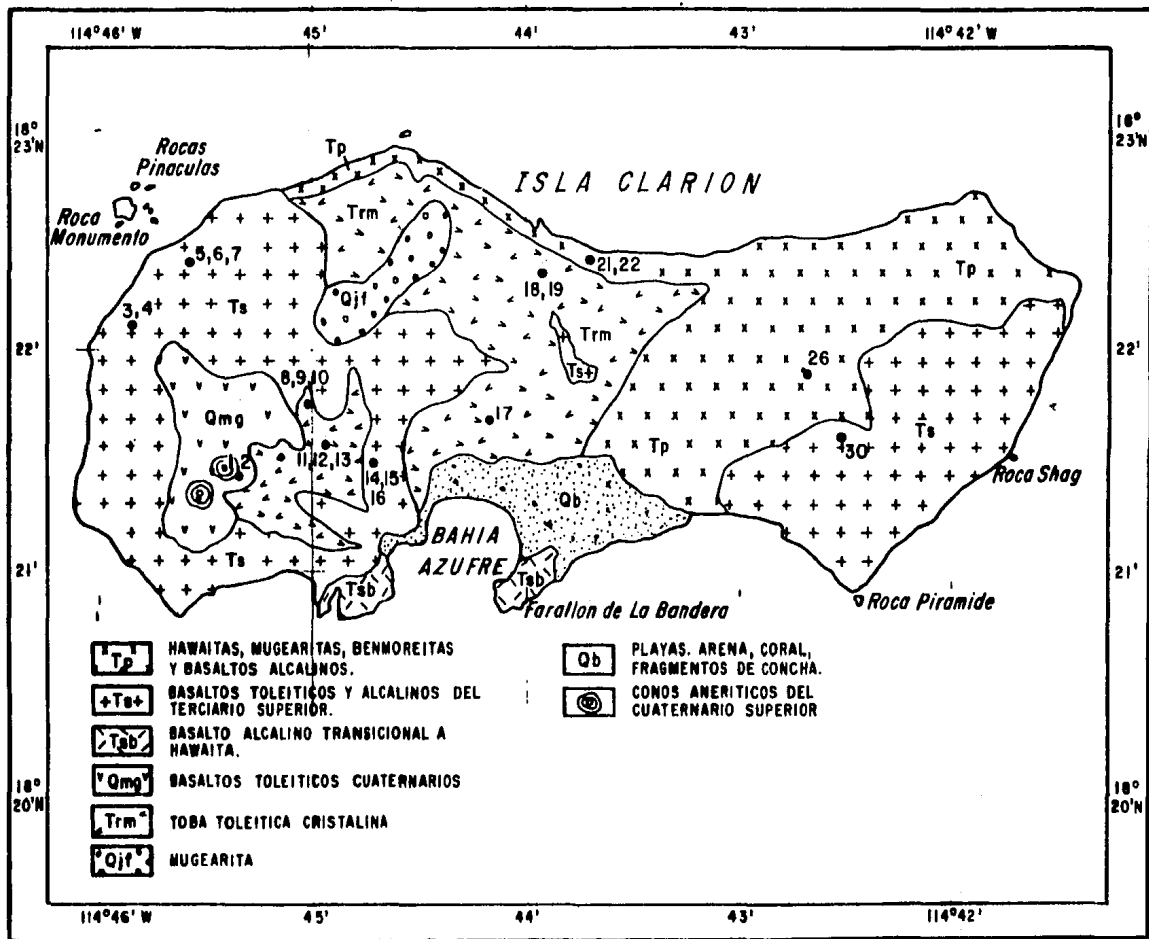 114°46' W 45' 44' 43' 114°42' W
18°
23'N
18°
23'N
Rocas
Pinaculas
Roca
Monumento
Tp
ISLA CLARION
Trm
5,6,7
21,22
Tp
18,19
Qjf
3,4
Ts
Trm
22'
22'
8,9,10
Ts+
26
Qmg
17
Ts
1,2
11,12,13
Tp
30
14,15
16
Roca Shag
Qb
BAHIA
AZUFRE
Ts
21'
21'
Tsb
Tsb
Farallon de La Bandera
Roca Piramide
Tp HAWAITAS, MUGEARITAS, BENMOREITAS
Y BASALTOS ALCALINOS.
+Ts+ BASALTOS TOLEITICOS Y ALCALINOS DEL
TERCIARIO SUPERIOR.
Tsb BASALTO ALCALINO TRANSICIONAL A
HAWAITA.
Qmg BASALTOS TOLEITICOS CUATERNARIOS
Trm TOBA TOLEITICA CRISTALINA
Qjf MUGEARITA
Qb PLAYAS. ARENA, CORAL,
FRAGMENTOS DE CONCHA.
CONOS ANERITICOS DEL
CUATERNARIO SUPERIOR
18°
20'N
18°
20'N
114°46' W 45' 44' 43' 114°42' W